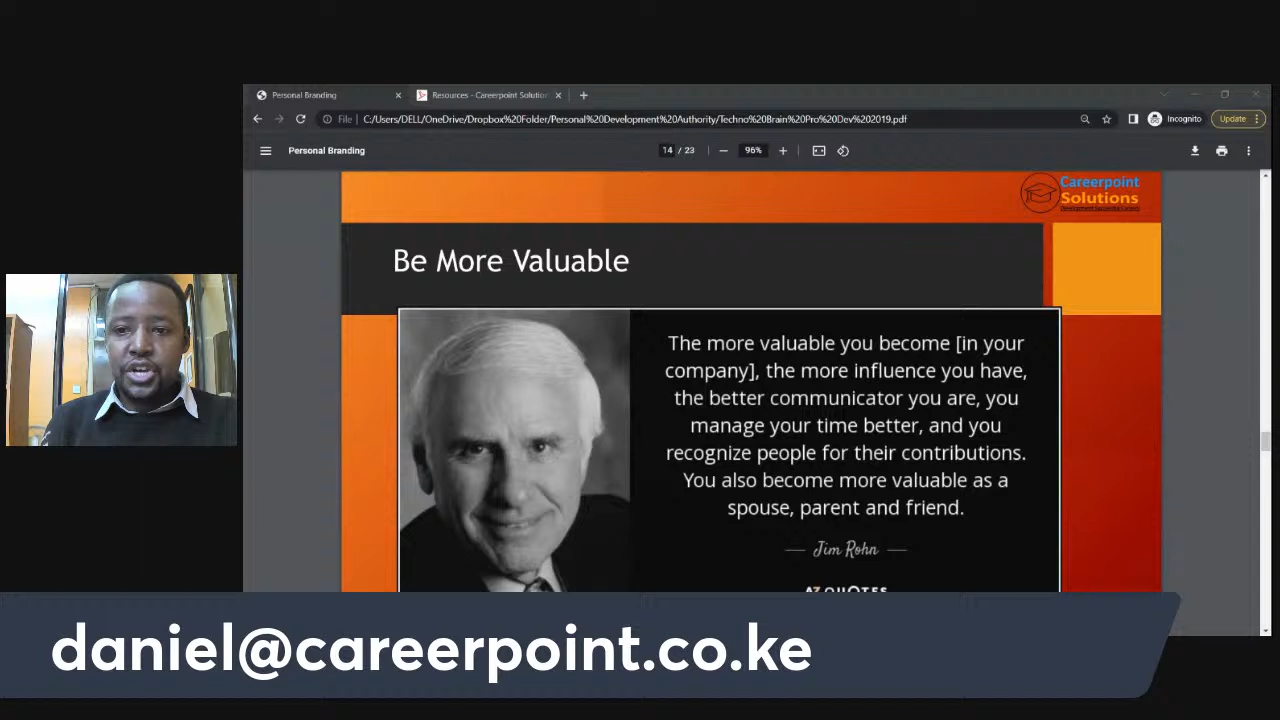 Personal Branding
Resources - Careerpoint Solution
File
C:/Users/DELL/OneDrive/Dropbox%20Folder/Personal%20Development%20Authority/Techno%20Brain%20Pro%20Dev%202019.pdf
Incognito
Update
Personal Branding
14 / 23
96%
Careerpoint
Solutions
Be More Valuable
The more valuable you become [in your
company], the more influence you have,
the better communicator you are, you
manage your time better, and you
recognize people for their contributions.
You also become more valuable as a
spouse, parent and friend.
Jim Rohn
AZ QUOTES
daniel@careerpoint.co.ke